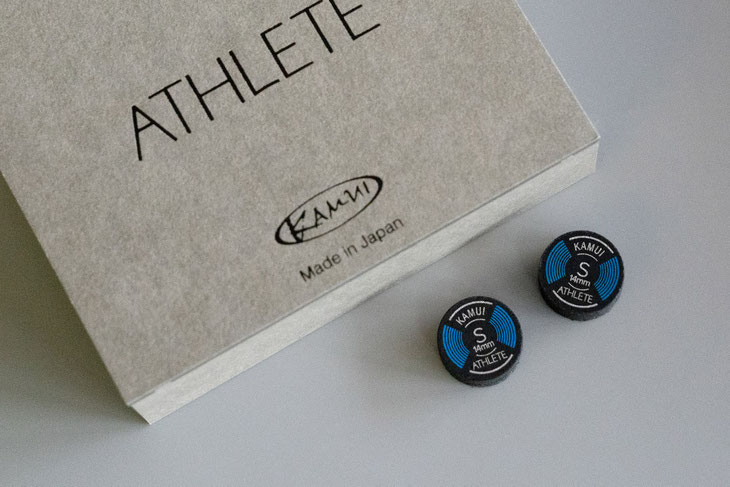 ATHLETE
KAMUI
Made in Japan
KAMUI
S
14mm
ATHLETE
KAMUI
S
14mm
ATHLETE